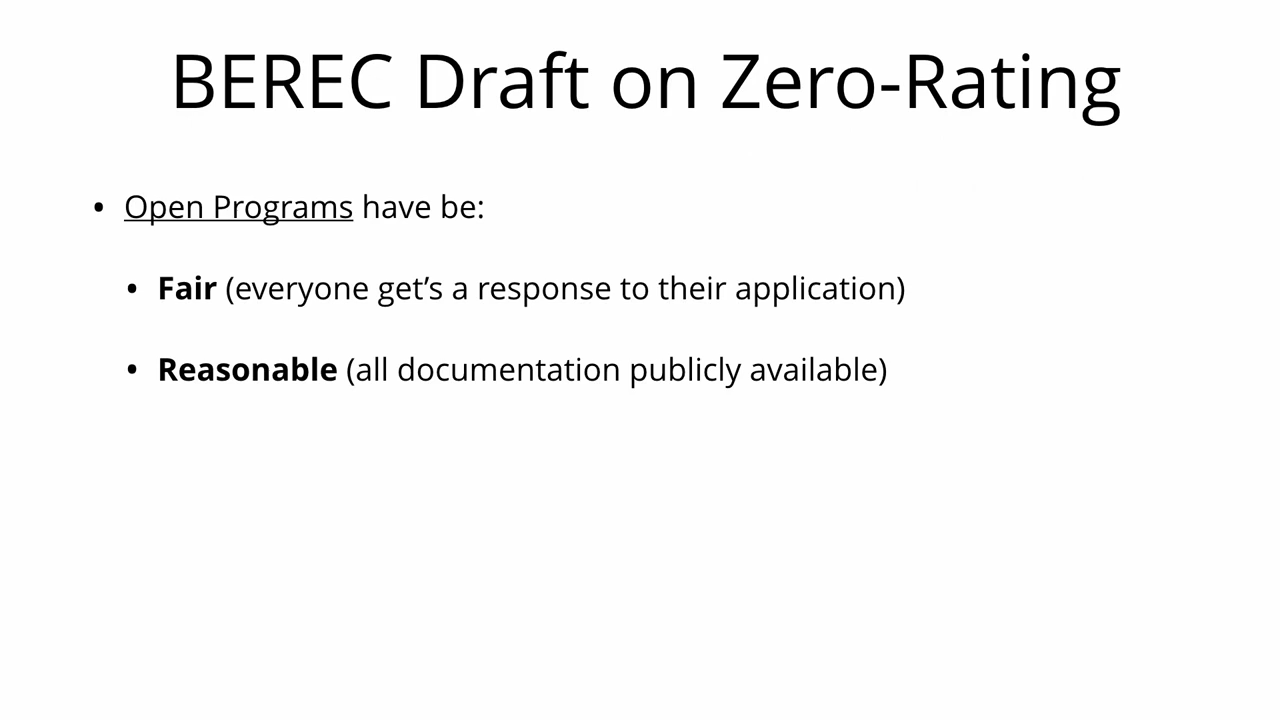 BEREC Draft on Zero-Rating
• Open Programs have be:
• Fair (everyone get’s a response to their application)
• Reasonable (all documentation publicly available)